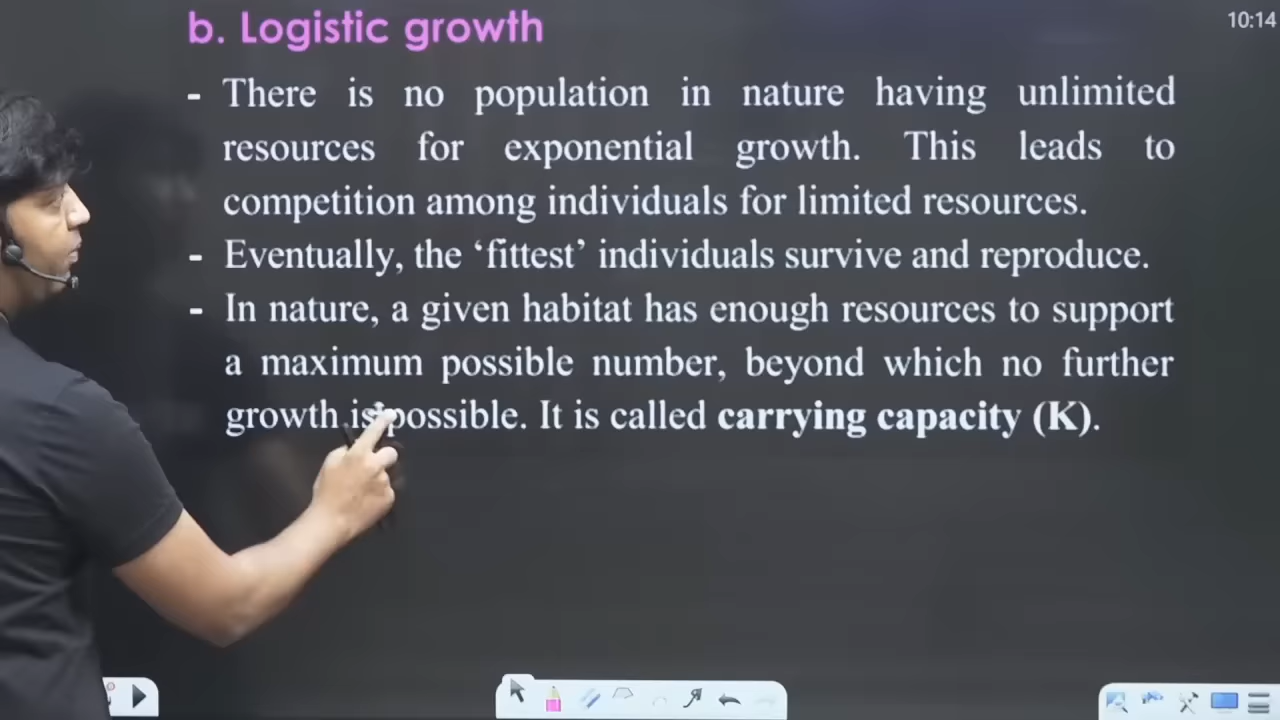 b. Logistic growth
10:14
- There is no population in nature having unlimited
resources for exponential growth. This leads to
competition among individuals for limited resources.
- Eventually, the ‘fittest’ individuals survive and reproduce.
- In nature, a given habitat has enough resources to support
a maximum possible number, beyond which no further
growth is possible. It is called carrying capacity (K).